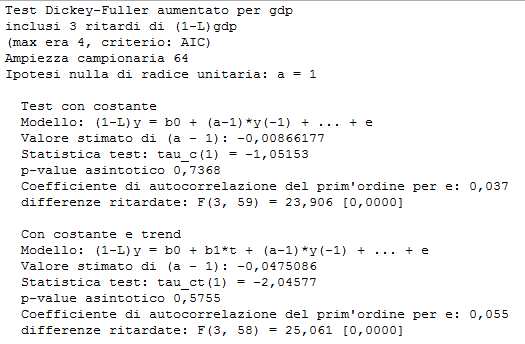 Test Dickey-Fuller aumentato per gdp
inclusi 3 ritardi di (1-L)gdp
(max era 4, criterio: AIC)
Ampiezza campionaria 64
Ipotesi nulla di radice unitaria: a = 1
Test con costante
Modello: (1-L)y = b0 + (a-1)*y(-1) + ... + e
Valore stimato di (a - 1): -0,00866177
Statistica test: tau_c(1) = -1,05153
p-value asintotico 0,7368
Coefficiente di autocorrelazione del prim'ordine per e: 0,037
differenze ritardate: F(3, 59) = 23,906 [0,0000]
Con costante e trend
Modello: (1-L)y = b0 + b1*t + (a-1)*y(-1) + ... + e
Valore stimato di (a - 1): -0,0475086
Statistica test: tau_ct(1) = -2,04577
p-value asintotico 0,5755
Coefficiente di autocorrelazione del prim'ordine per e: 0,055
differenze ritardate: F(3, 58) = 25,061 [0,0000]